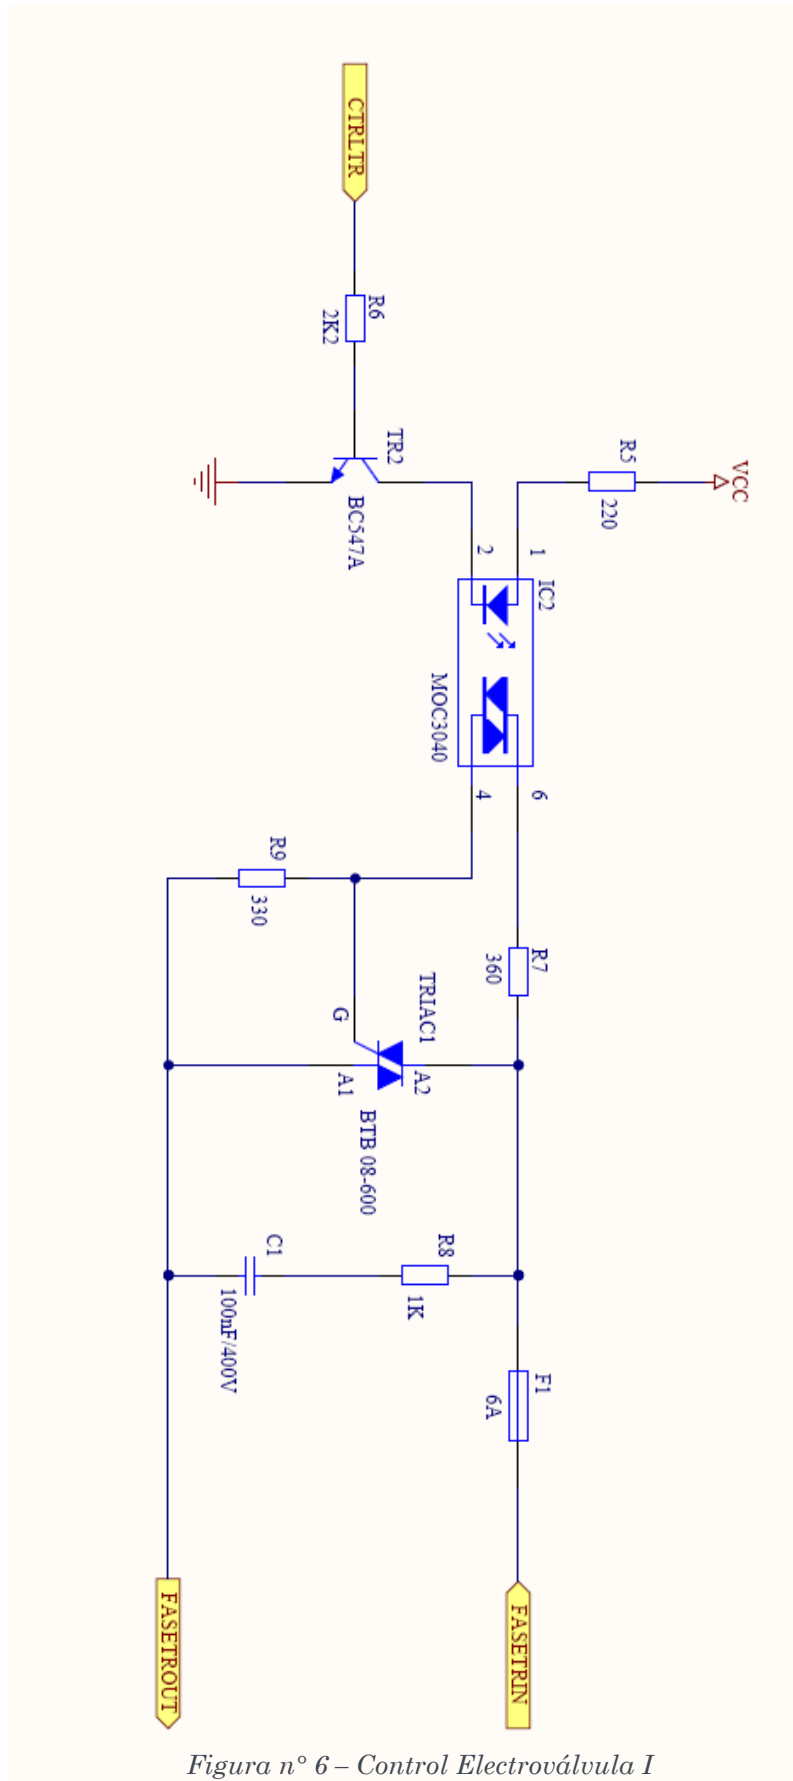 CTRLTR
R6
2K2
TR2
BC547A
R5
220
VCC
1
2
IC2
MOC3040
4
6
R9
330
R7
360
G
TRIAC1
A1
A2
BTB 08-600
C1
100nF/400V
R8
1K
F1
6A
FASETROUT
FASETRIN
Figura n° 6 – Control Electroválvula I